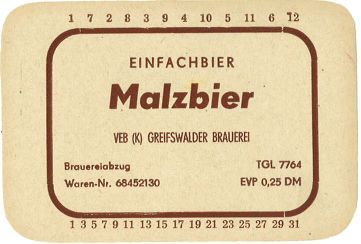 1 7 2 8 3 9 4 10 5 11 6 12
EINFACHBIER
Malzbier
VEB (K) GREIFSWALDER BRAUEREI
Brauereiabzug TGL 7764
Waren-Nr. 68452130 EVP 0,25 DM
1 3 5 7 9 11 13 15 17 19 21 23 25 27 29 31